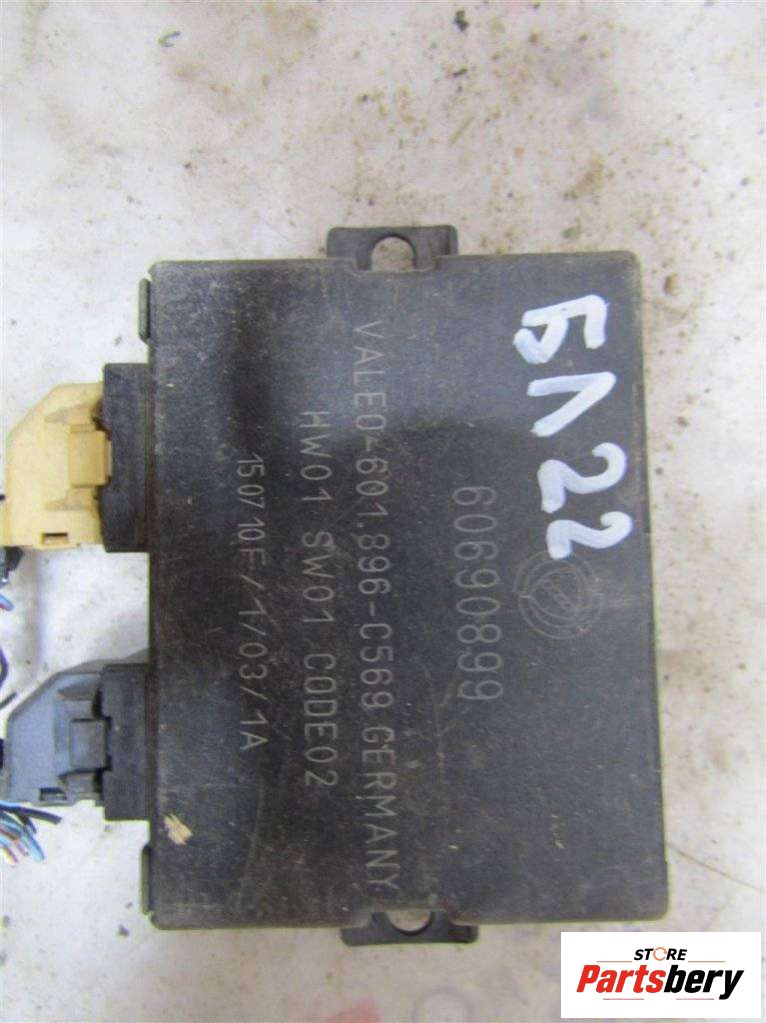 БЛ22
60690899
VALEO-601.896-C569 GERMANY
HW01 SW01 CODE02
150710F/1/03/1A
STORE
Partsbery